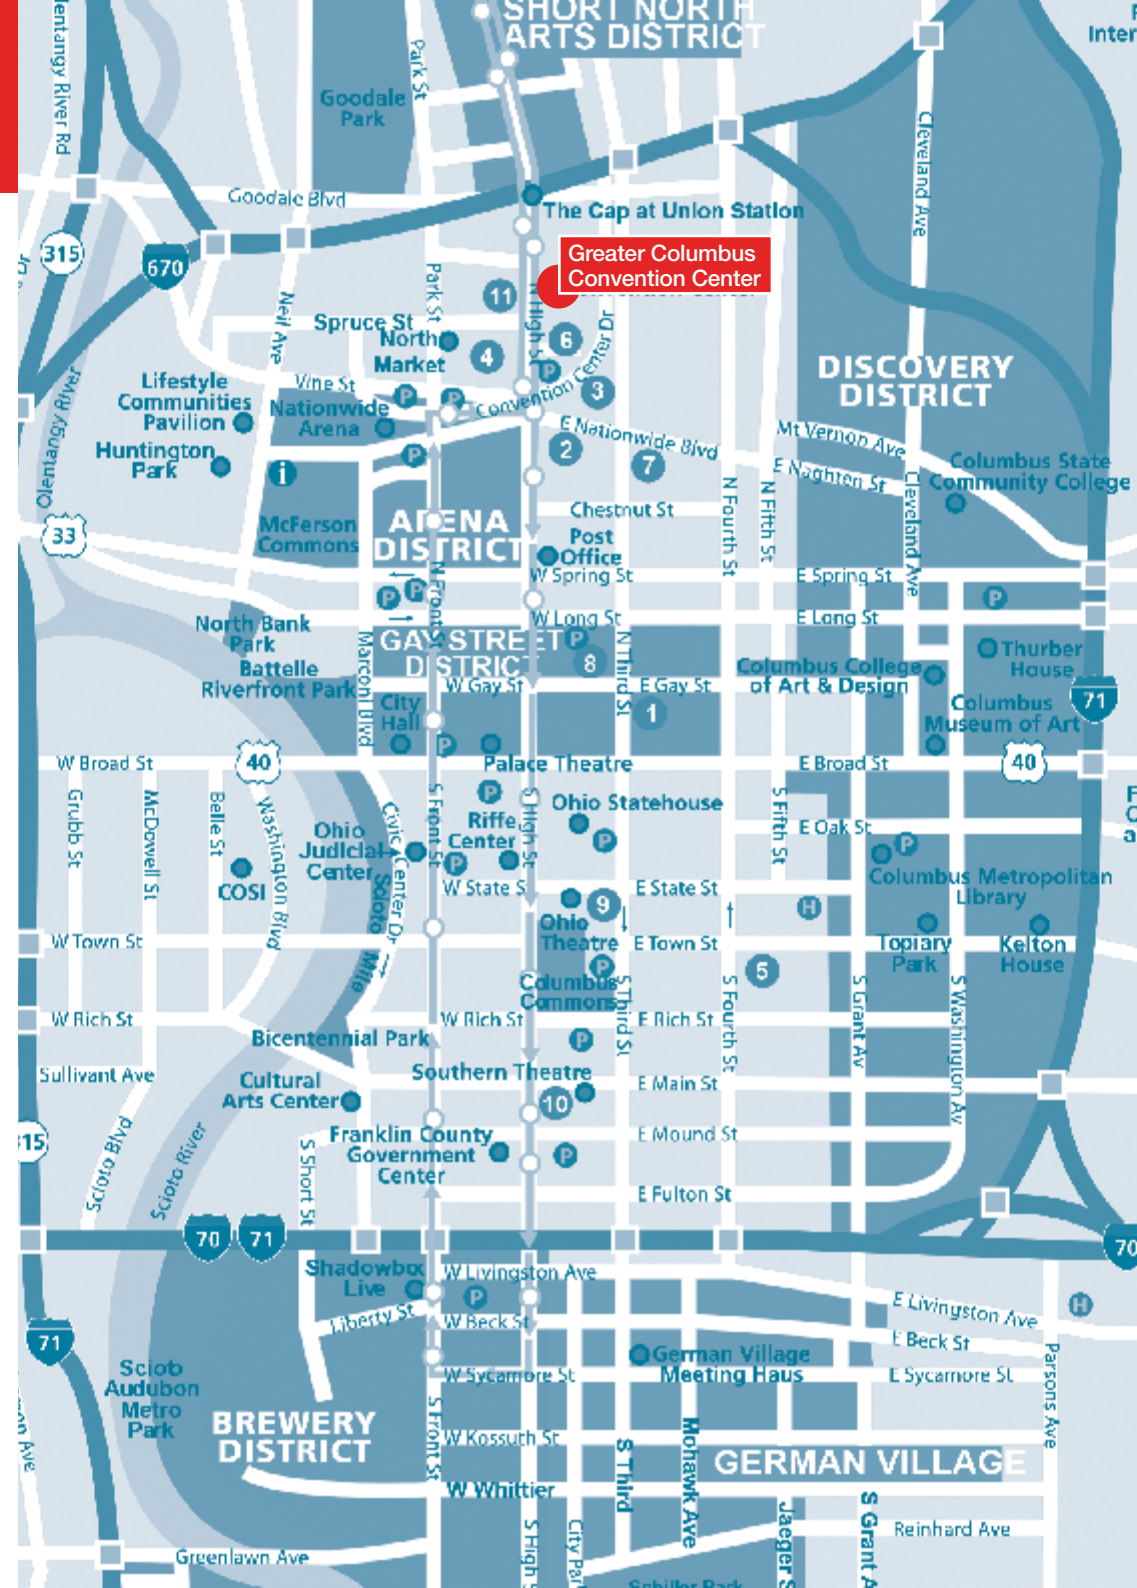 SHORT NORTH
ARTS DISTRICT
Inter
Park St
Goodale
Park
Cleveland Ave
Goodale Blvd
The Cap at Union Station
315
670
Greater Columbus
Convention Center
Park St
11
N High St
Neil Ave
Spruce St
North
Market
4
6
P
Convention Center Dr
3
DISCOVERY
DISTRICT
Lifestyle
Communities
Pavilion
Vine St
P
P
Nationwide
Arena
Olentangy River
Huntington
Park
i
P
E Nationwide Blvd
2
7
Mt Vernon Ave
E Naghten St
Columbus State
Community College
33
McFerson
Commons
ARENA
DISTRICT
Chestnut St
Post
Office
N Fourth St
N Fifth St
Cleveland Ave
W Spring St
E Spring St
P
P
N Front St
P
W Long St
E Long St
North Bank
Park
GAY STREET
DISTRICT
P
8
N Third St
Thurber
House
Battelle
Riverfront Park
Marconi Blvd
W Gay St
E Gay St
Columbus College
of Art & Design
71
City
Hall
1
Columbus
Museum of Art
P
W Broad St
40
Palace Theatre
E Broad St
40
Grubb St
McDowell St
Belle St
Washington Blvd
P
S Front St
S High St
Ohio Statehouse
S Fifth St
Ohio
Judicial
Center
Civic Center Dr
Riffe
Center
P
P
E Oak St
P
COSI
Scioto Mile
W State S
E State St
Columbus Metropolitan
Library
9
H
Ohio
Theatre
W Town St
E Town St
Topiary
Park
Kelton
House
P
5
Columbus
Commons
S Third St
S Fourth St
S Grant Av
S Washington Av
W Rich St
W Rich St
E Rich St
Bicentennial Park
P
Sullivant Ave
Southern Theatre
E Main St
Cultural
Arts Center
10
15
Scioto Blvd
Scioto River
S Short St
Franklin County
Government
Center
P
E Mound St
E Fulton St
70
71
70
Shadowbox
Live
W Livingston Ave
P
E Livingston Ave
H
Liberty St
W Beck St
E Beck St
71
German Village
Meeting Haus
W Sycamore St
E Sycamore St
Parsons Ave
Audubon
Metro
Park
BREWERY
DISTRICT
S Front St
W Kossuth St
S Third
Mohawk Ave
GERMAN VILLAGE
W Whittier
S High S
City Par
Jaeger S
S Grant A
Reinhard Ave
Greenlawn Ave